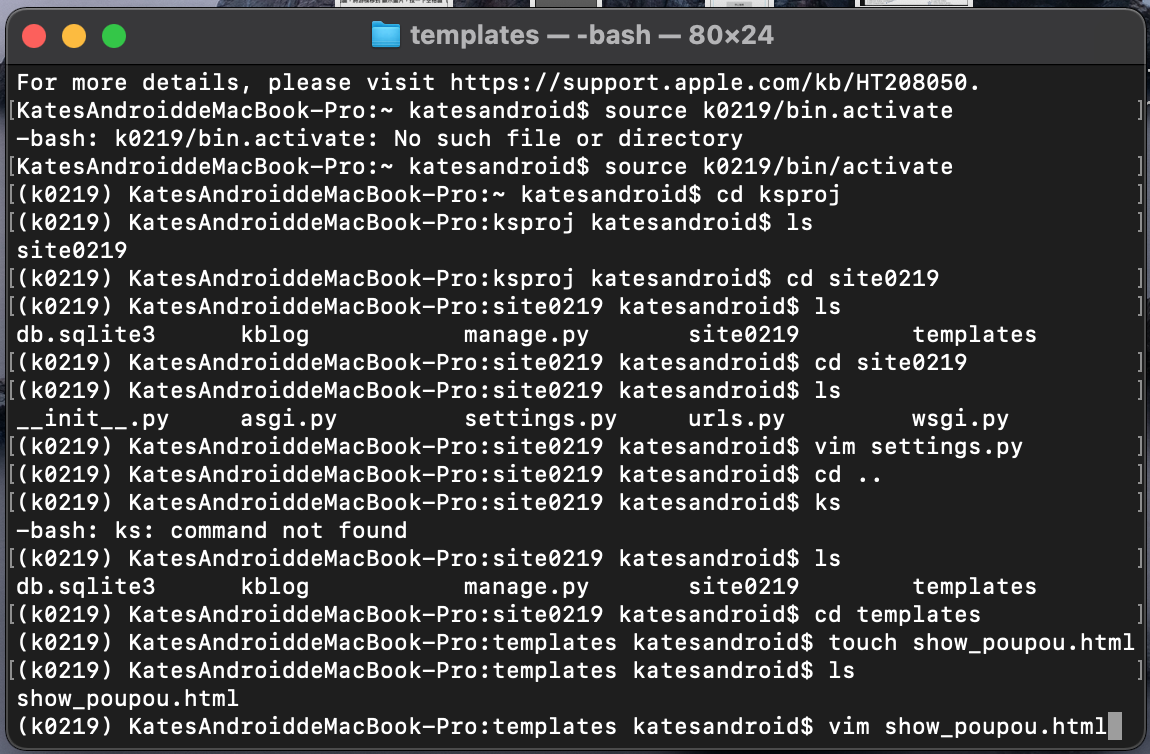 templates — -bash — 80×24
For more details, please visit https://support.apple.com/kb/HT208050.
[KatesAndroiddeMacBook-Pro:~ katesandroid$ source k0219/bin.activate ]
-bash: k0219/bin.activate: No such file or directory
[KatesAndroiddeMacBook-Pro:~ katesandroid$ source k0219/bin/activate ]
[(k0219) KatesAndroiddeMacBook-Pro:~ katesandroid$ cd ksproj ]
[(k0219) KatesAndroiddeMacBook-Pro:ksproj katesandroid$ ls ]
site0219
[(k0219) KatesAndroiddeMacBook-Pro:ksproj katesandroid$ cd site0219 ]
[(k0219) KatesAndroiddeMacBook-Pro:site0219 katesandroid$ ls ]
db.sqlite3 kblog manage.py site0219 templates
[(k0219) KatesAndroiddeMacBook-Pro:site0219 katesandroid$ cd site0219 ]
[(k0219) KatesAndroiddeMacBook-Pro:site0219 katesandroid$ ls ]
__init__.py asgi.py settings.py urls.py wsgi.py
[(k0219) KatesAndroiddeMacBook-Pro:site0219 katesandroid$ vim settings.py ]
[(k0219) KatesAndroiddeMacBook-Pro:site0219 katesandroid$ cd .. ]
[(k0219) KatesAndroiddeMacBook-Pro:site0219 katesandroid$ ks ]
-bash: ks: command not found
[(k0219) KatesAndroiddeMacBook-Pro:site0219 katesandroid$ ls ]
db.sqlite3 kblog manage.py site0219 templates
[(k0219) KatesAndroiddeMacBook-Pro:site0219 katesandroid$ cd templates ]
(k0219) KatesAndroiddeMacBook-Pro:templates katesandroid$ touch show_poupou.html
[(k0219) KatesAndroiddeMacBook-Pro:templates katesandroid$ ls ]
show_poupou.html
(k0219) KatesAndroiddeMacBook-Pro:templates katesandroid$ vim show_poupou.html